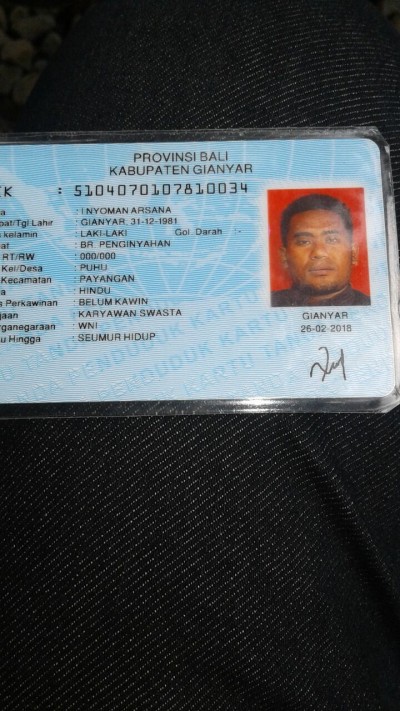 PROVINSI BALI
KABUPATEN GIANYAR
IK : 5104070107810034
a : I NYOMAN ARSANA
pat/Tgl Lahir : GIANYAR, 31-12-1981
s kelamin : LAKI-LAKI Gol. Darah -
at : BR. PENGINYAHAN
RT/RW : 000/000
Kel/Desa : PUHU
Kecamatan : PAYANGAN
a : HINDU
s Perkawinan : BELUM KAWIN
jaan : KARYAWAN SWASTA
rganegaraan : WNI
u Hingga : SEUMUR HIDUP
GIANYAR
26-02-2018